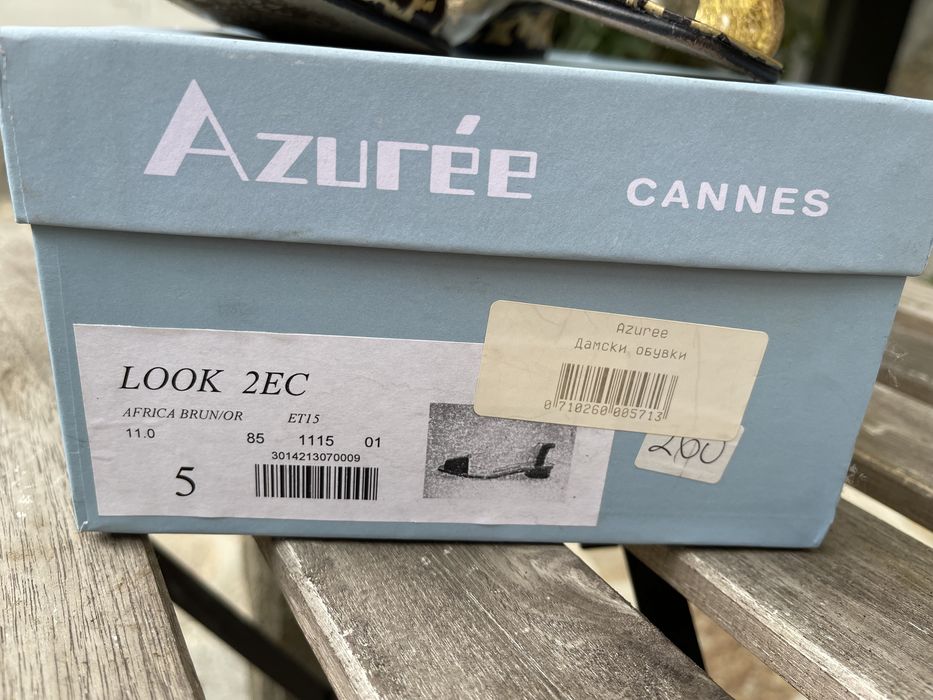 Azurée CANNES
LOOK 2EC
AFRICA BRUN/OR ET15
11.0 85 1115 01
3014213070009
5
Azuree
Дамски обувки
0 710260 005713
260